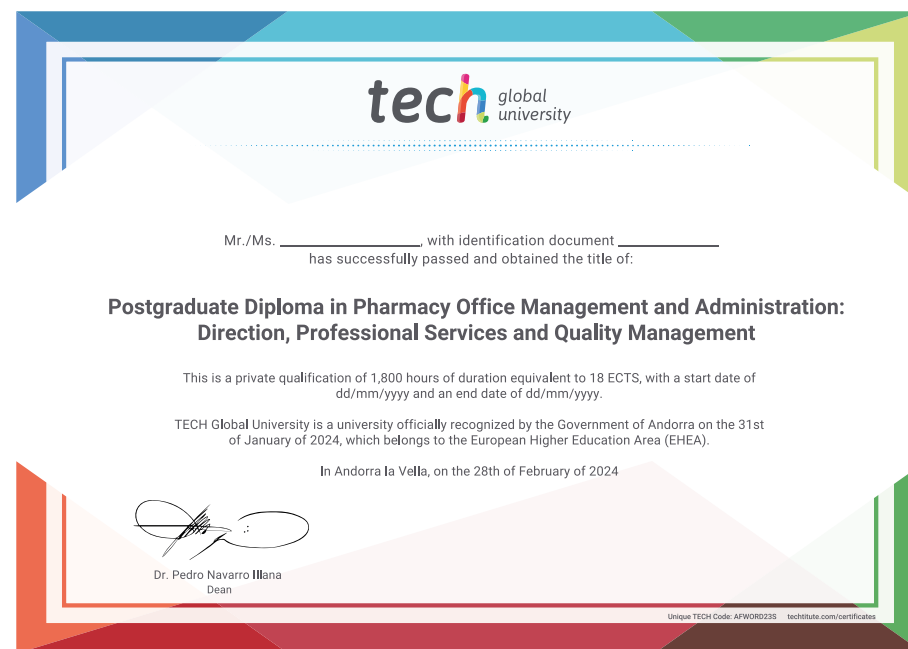 tech global
university
Mr./Ms. ____________________, with identification document ______________
has successfully passed and obtained the title of:
Postgraduate Diploma in Pharmacy Office Management and Administration:
Direction, Professional Services and Quality Management
This is a private qualification of 1,800 hours of duration equivalent to 18 ECTS, with a start date of
dd/mm/yyyy and an end date of dd/mm/yyyy.
TECH Global University is a university officially recognized by the Government of Andorra on the 31st
of January of 2024, which belongs to the European Higher Education Area (EHEA).
In Andorra la Vella, on the 28th of February of 2024
Dr. Pedro Navarro Illana
Dean
Unique TECH Code: AFWORD23S techtitute.com/certificates